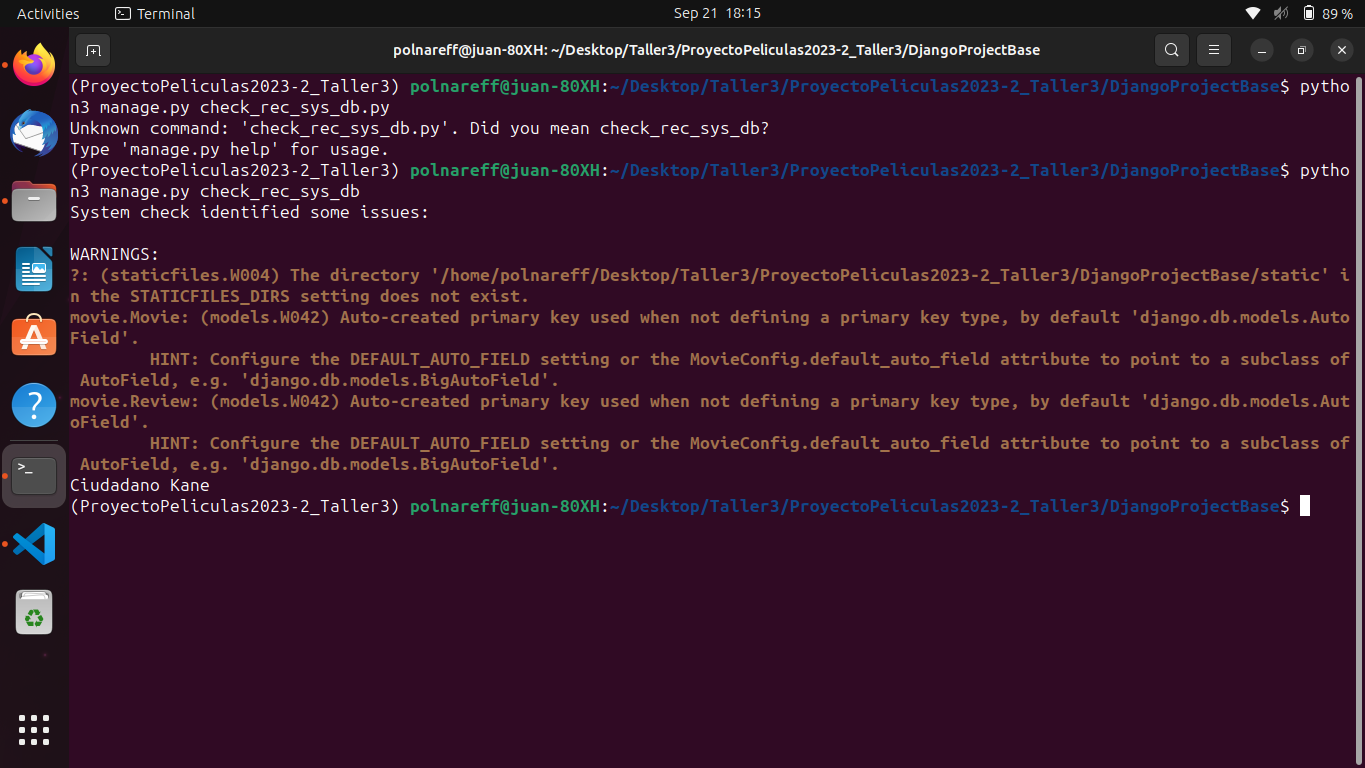 Activities
Terminal
Sep 21 18:15
89 %
polnareff@juan-80XH: ~/Desktop/Taller3/ProyectoPeliculas2023-2_Taller3/DjangoProjectBase
(ProyectoPeliculas2023-2_Taller3) polnareff@juan-80XH:~/Desktop/Taller3/ProyectoPeliculas2023-2_Taller3/DjangoProjectBase$ pytho
n3 manage.py check_rec_sys_db.py
Unknown command: 'check_rec_sys_db.py'. Did you mean check_rec_sys_db?
Type 'manage.py help' for usage.
(ProyectoPeliculas2023-2_Taller3) polnareff@juan-80XH:~/Desktop/Taller3/ProyectoPeliculas2023-2_Taller3/DjangoProjectBase$ pytho
n3 manage.py check_rec_sys_db
System check identified some issues:
WARNINGS:
?: (staticfiles.W004) The directory '/home/polnareff/Desktop/Taller3/ProyectoPeliculas2023-2_Taller3/DjangoProjectBase/static' i
n the STATICFILES_DIRS setting does not exist.
movie.Movie: (models.W042) Auto-created primary key used when not defining a primary key type, by default 'django.db.models.Auto
Field'.
HINT: Configure the DEFAULT_AUTO_FIELD setting or the MovieConfig.default_auto_field attribute to point to a subclass of
AutoField, e.g. 'django.db.models.BigAutoField'.
movie.Review: (models.W042) Auto-created primary key used when not defining a primary key type, by default 'django.db.models.Aut
oField'.
HINT: Configure the DEFAULT_AUTO_FIELD setting or the MovieConfig.default_auto_field attribute to point to a subclass of
AutoField, e.g. 'django.db.models.BigAutoField'.
Ciudadano Kane
(ProyectoPeliculas2023-2_Taller3) polnareff@juan-80XH:~/Desktop/Taller3/ProyectoPeliculas2023-2_Taller3/DjangoProjectBase$